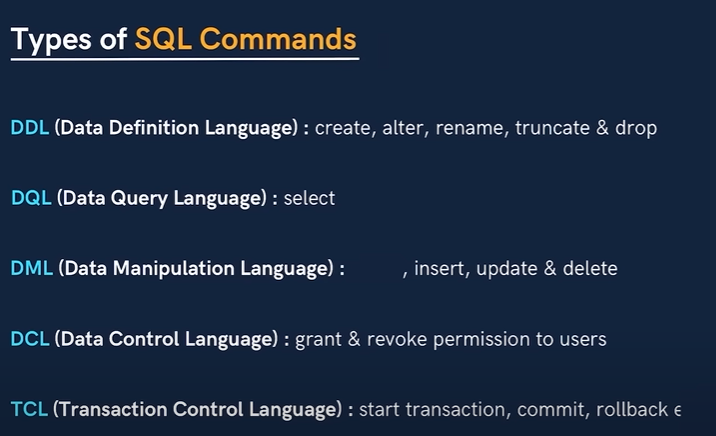 Types of SQL Commands
DDL (Data Definition Language) : create, alter, rename, truncate & drop
DQL (Data Query Language) : select
DML (Data Manipulation Language) : , insert, update & delete
DCL (Data Control Language) : grant & revoke permission to users
TCL (Transaction Control Language) : start transaction, commit, rollback